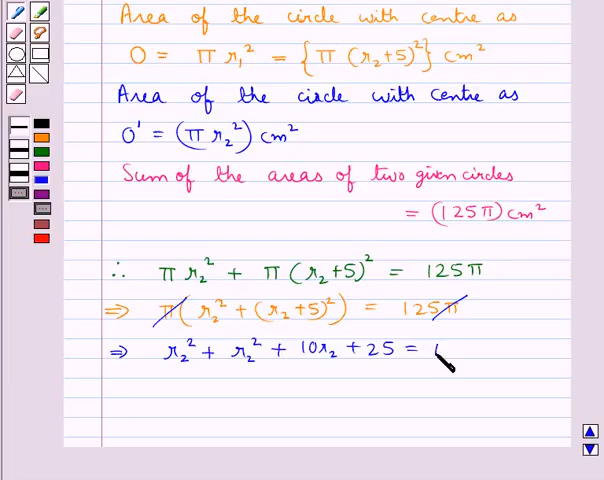 Area of the circle with centre as
O = π r₁² = {π (r₂+5)²} cm²
Area of the circle with centre as
O' = (π r₂²) cm²
Sum of the areas of two given circles
= (125π) cm²
∴ π r₂² + π (r₂+5)² = 125π
⇒ π( r₂² + (r₂+5)²) = 125π
⇒ r₂² + r₂² + 10r₂ + 25 = 1